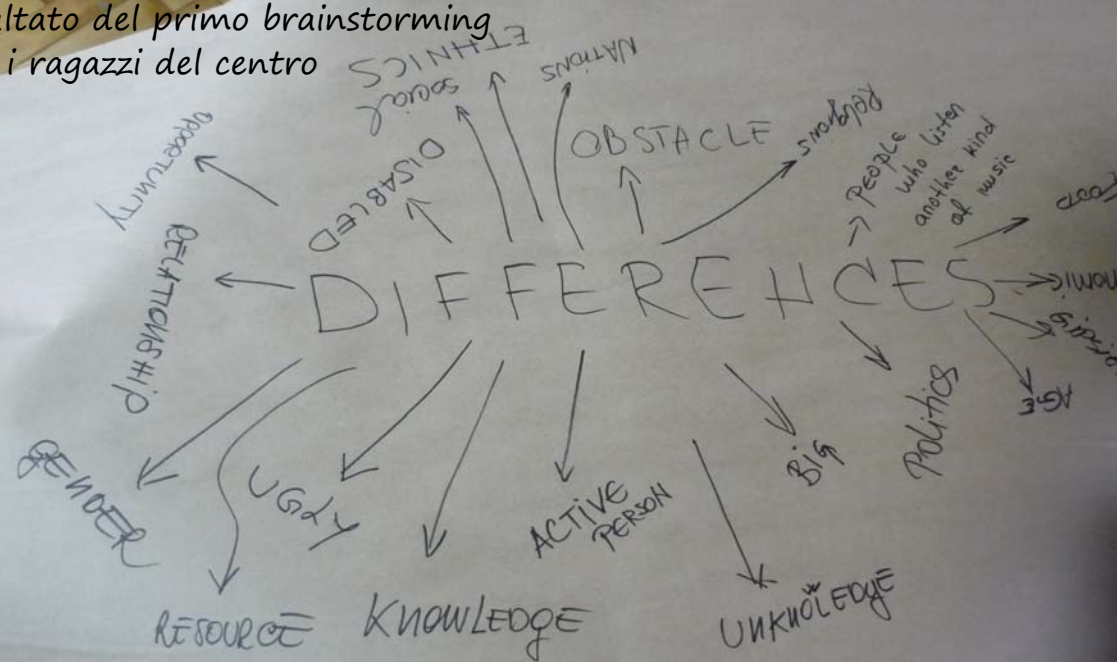 ltato del primo brainstorming
i ragazzi del centro
ETHNICS
SOCIAL
NATIONS
OPPORTUNITY
DISABLED
OBSTACLE
Religions
-> PEOPLE
who listen
another kind
of music
RELATIONSHIP
DIFFERENCES
AGE
GENDER
UGLY
ACTIVE
PERSON
BIG
POLITICS
RESOURCE
KNOWLEDGE
UNKNOLEDGE